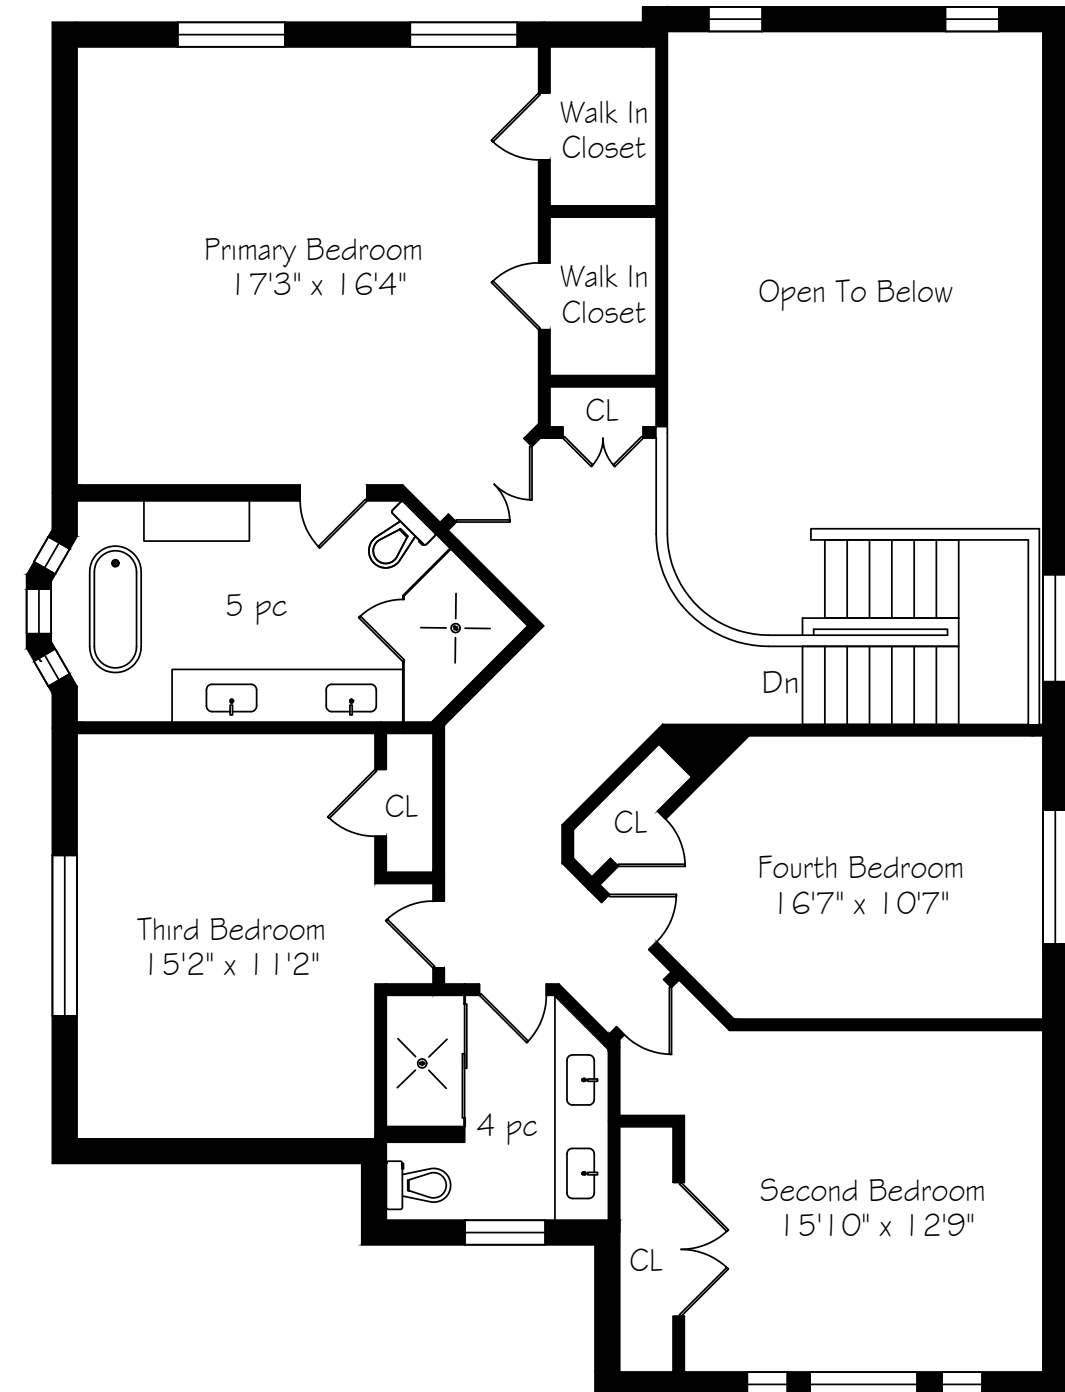 Walk In
Closet
Primary Bedroom
17'3" x 16'4"
Walk In
Closet
Open To Below
CL
5 pc
Dn
CL
CL
Fourth Bedroom
16'7" x 10'7"
Third Bedroom
15'2" x 11'2"
4 pc
Second Bedroom
15'10" x 12'9"
CL